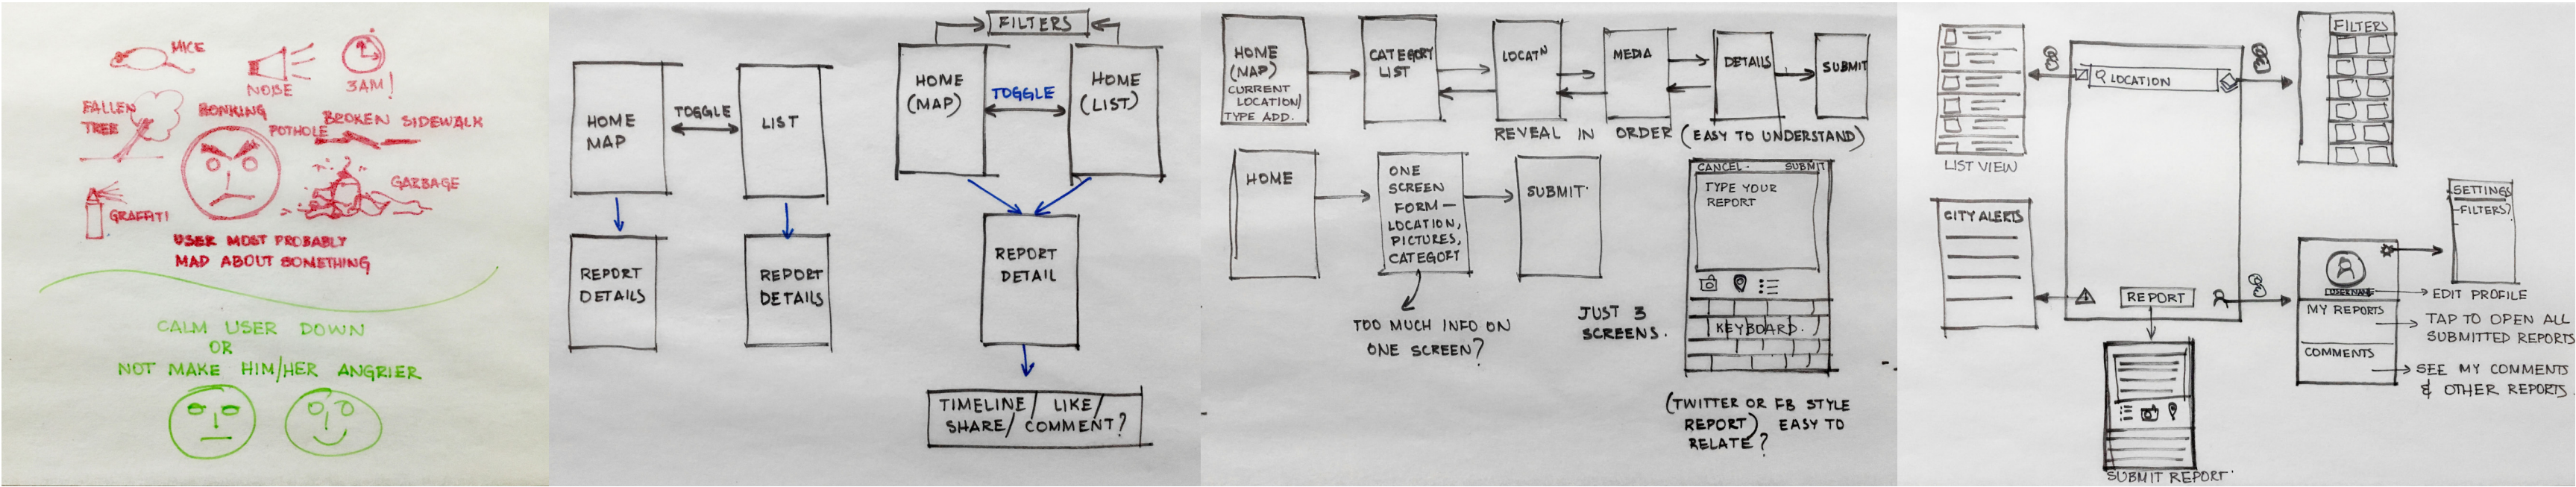 MICE
NOISE
3AM!
FALLEN
TREE
HONKING
POTHOLE
BROKEN SIDEWALK
GARBAGE
GRAFFITI
USER MOST PROBABLY
MAD ABOUT SOMETHING
CALM USER DOWN
OR
NOT MAKE HIM/HER ANGRIER
HOME
MAP
TOGGLE
LIST
REPORT
DETAILS
REPORT
DETAILS
FILTERS
HOME
(MAP)
TOGGLE
HOME
(LIST)
REPORT
DETAIL
TIMELINE/ LIKE/
SHARE/ COMMENT?
HOME
(MAP)
CURRENT
LOCATION/
TYPE ADD.
CATEGORY
LIST
LOCATN
MEDIA
DETAILS
SUBMIT
REVEAL IN ORDER (EASY TO UNDERSTAND)
HOME
ONE
SCREEN
FORM —
LOCATION,
PICTURES,
CATEGORY
SUBMIT
TOO MUCH INFO ON
ONE SCREEN?
JUST 3
SCREENS.
CANCEL. SUBMIT
TYPE YOUR
REPORT
KEYBOARD.
(TWITTER OR FB STYLE
REPORT) EASY TO
RELATE?
LIST VIEW
LOCATION
FILTERS
CITY ALERTS
REPORT
SUBMIT REPORT.
SETTINGS
-FILTERS?
USERNAME
EDIT PROFILE
MY REPORTS
TAP TO OPEN ALL
SUBMITTED REPORTS
COMMENTS
SEE MY COMMENTS
& OTHER REPORTS.